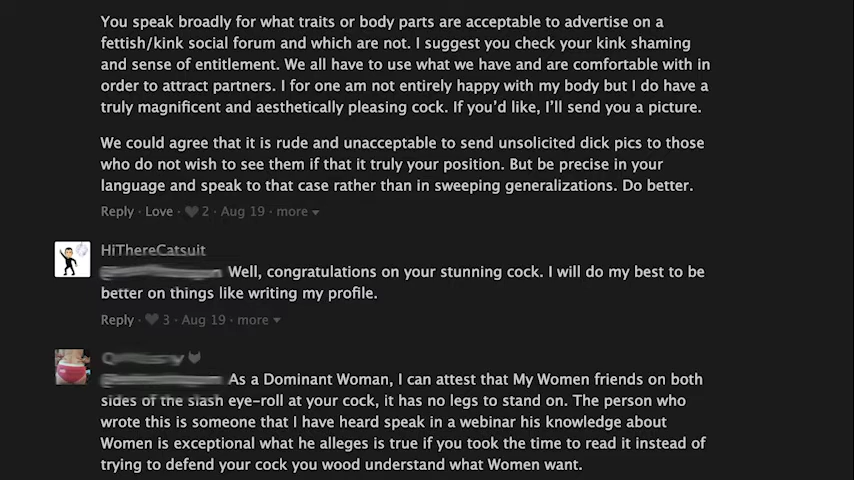 You speak broadly for what traits or body parts are acceptable to advertise on a
fettish/kink social forum and which are not. I suggest you check your kink shaming
and sense of entitlement. We all have to use what we have and are comfortable with in
order to attract partners. I for one am not entirely happy with my body but I do have a
truly magnificent and aesthetically pleasing cock. If you'd like, I'll send you a picture.
We could agree that it is rude and unacceptable to send unsolicited dick pics to those
who do not wish to see them if that it truly your position. But be precise in your
language and speak to that case rather than in sweeping generalizations. Do better.
Reply · Love · 2 · Aug 19 · more
HiThereCatsuit
Well, congratulations on your stunning cock. I will do my best to be
better on things like writing my profile.
Reply · 3 · Aug 19 · more
As a Dominant Woman, I can attest that My Women friends on both
sides of the slash eye-roll at your cock, it has no legs to stand on. The person who
wrote this is someone that I have heard speak in a webinar his knowledge about
Women is exceptional what he alleges is true if you took the time to read it instead of
trying to defend your cock you wood understand what Women want.